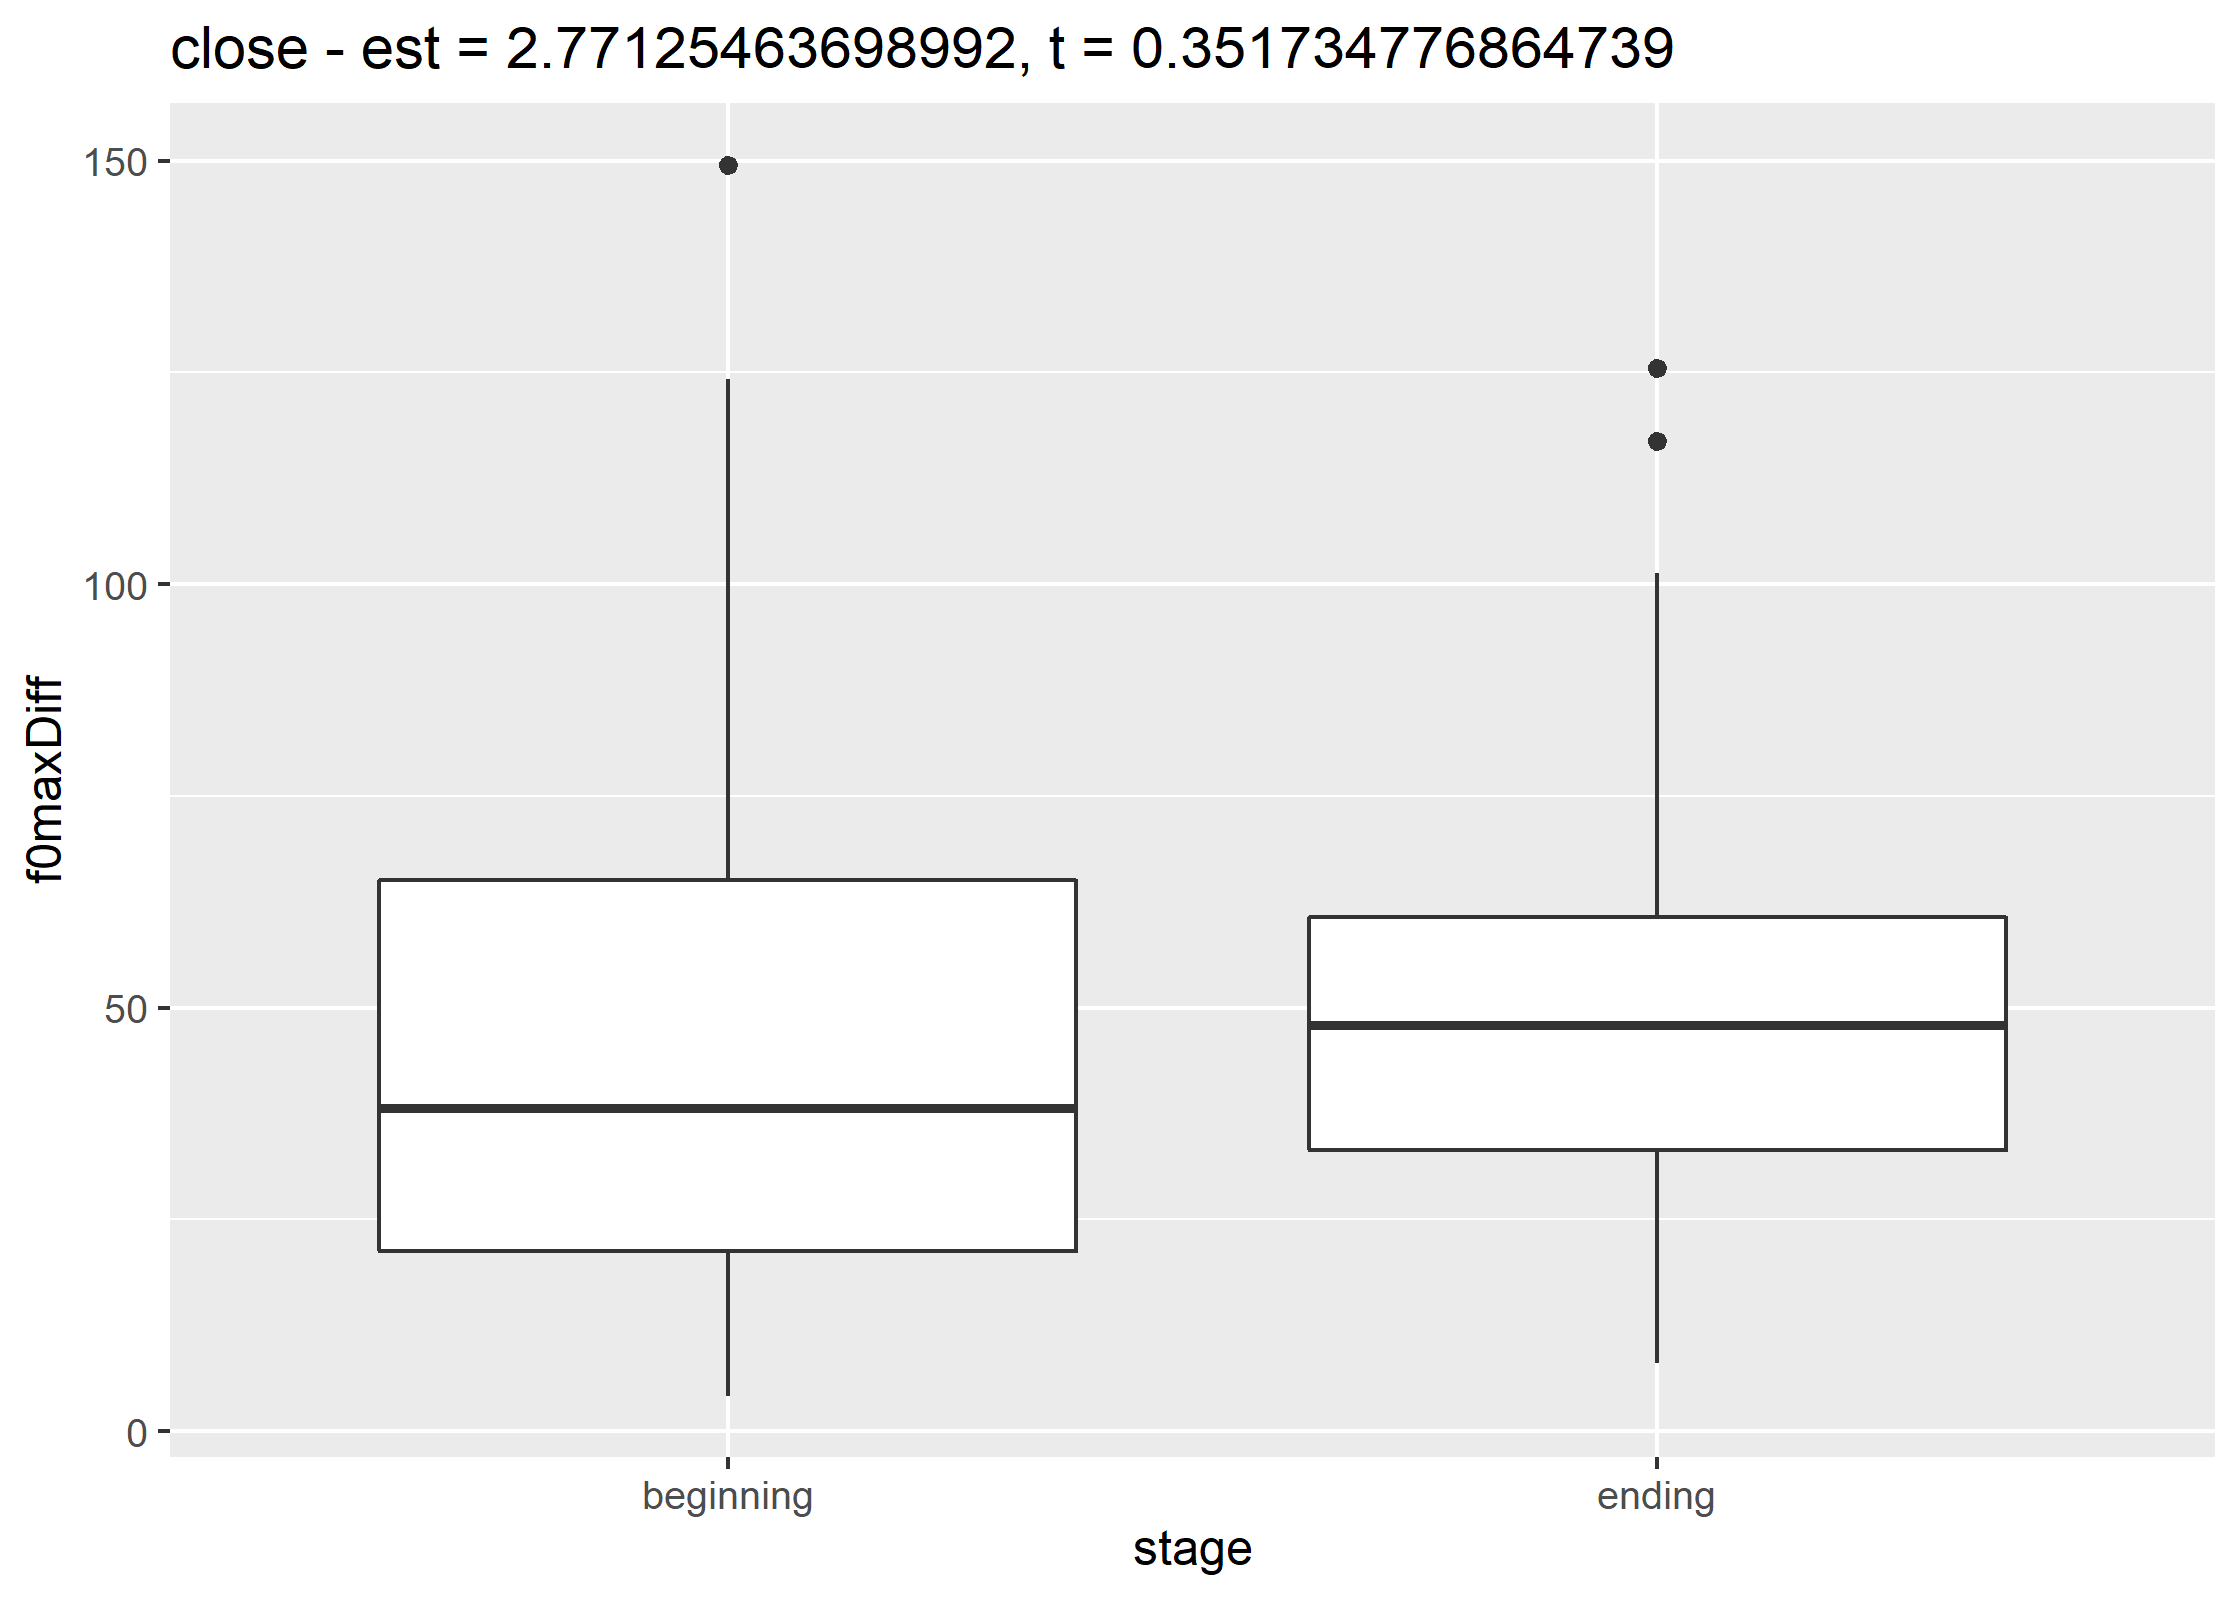 close - est = 2.77125463698992, t = 0.351734776864739
150
100
50
0
f0maxDiff
beginning
ending
stage